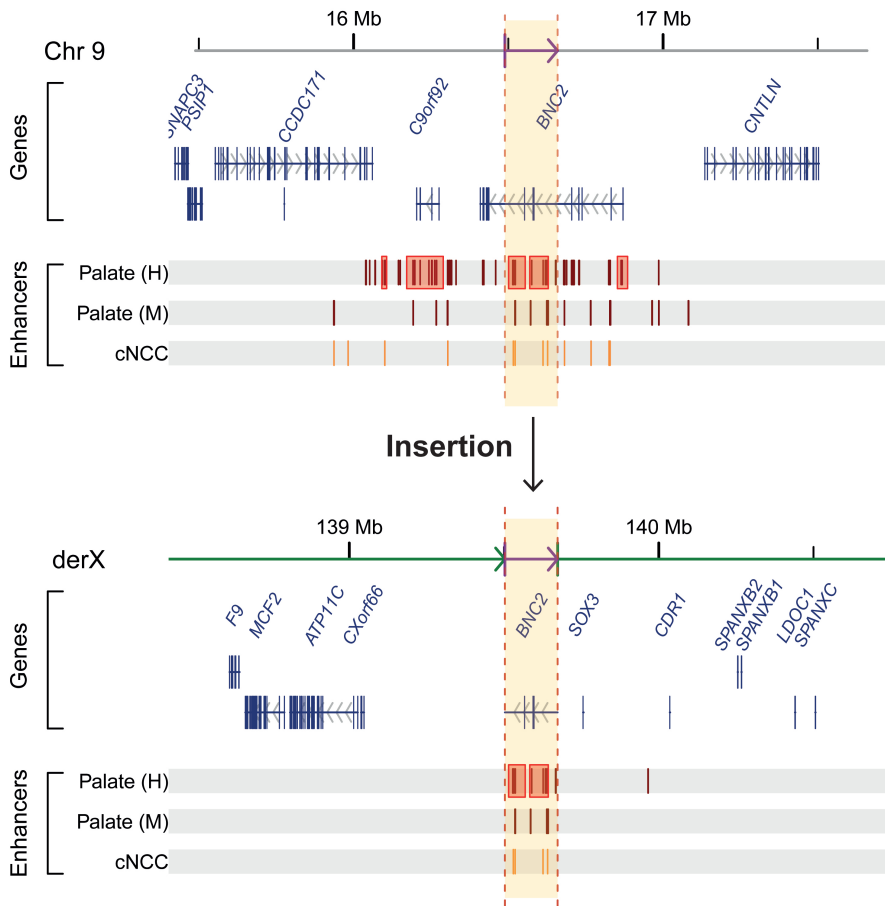 16 Mb 17 Mb
Chr 9
Genes
SNAPC3 PSIP1 CCDC171 C9orf92 BNC2 CNTLN
Enhancers
Palate (H)
Palate (M)
cNCC
Insertion
139 Mb 140 Mb
derX
Genes
F9 MCF2 ATP11C CXorf66 BNC2 SOX3 CDR1 SPANXB2 SPANXB1 LDOC1 SPANXC
Enhancers
Palate (H)
Palate (M)
cNCC